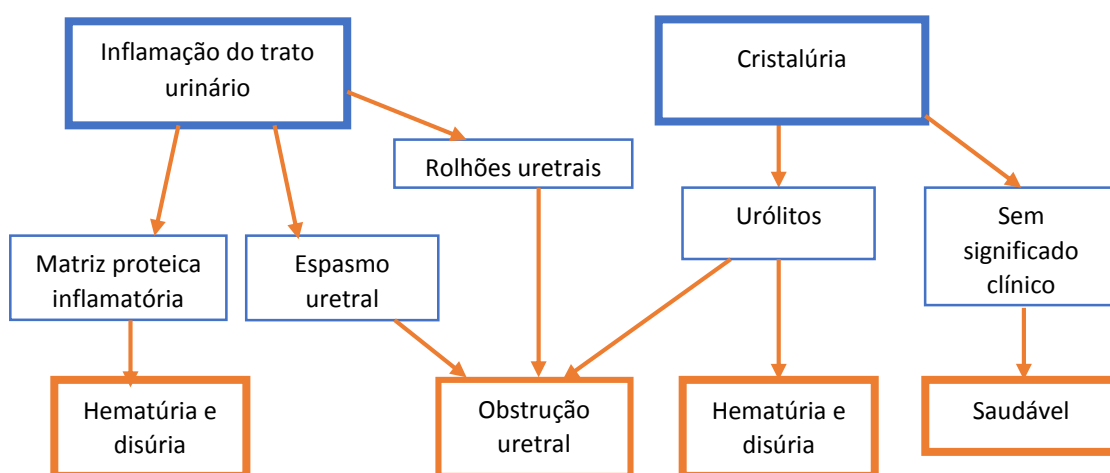 Inflamação do trato
urinário
Cristalúria
Rolhões uretrais
Urólitos
Sem
significado
clínico
Matriz proteica
inflamatória
Espasmo
uretral
Hematúria e
disúria
Obstrução
uretral
Hematúria e
disúria
Saudável